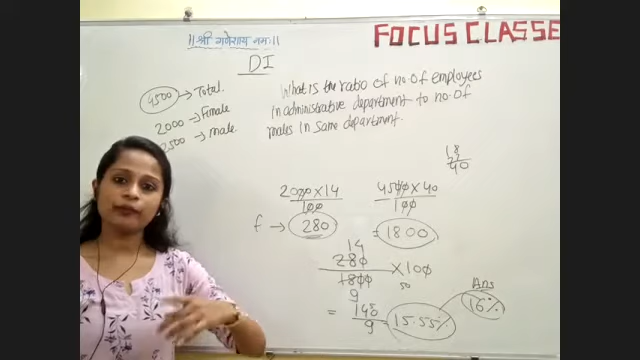 FOCUS CLASSE
॥श्री गणेशाय नमः॥
DI
4500 → Total
2000 → Female
2500 → male
What is the ratio of no. of employees
in administrative department to no. of
males in same department.
18
40
2000 x 14
100
f → 280
4500 x 40
100
= 1800
14
280
1800
9
x 100
50
= 140
9
15.55%
Ans
16%